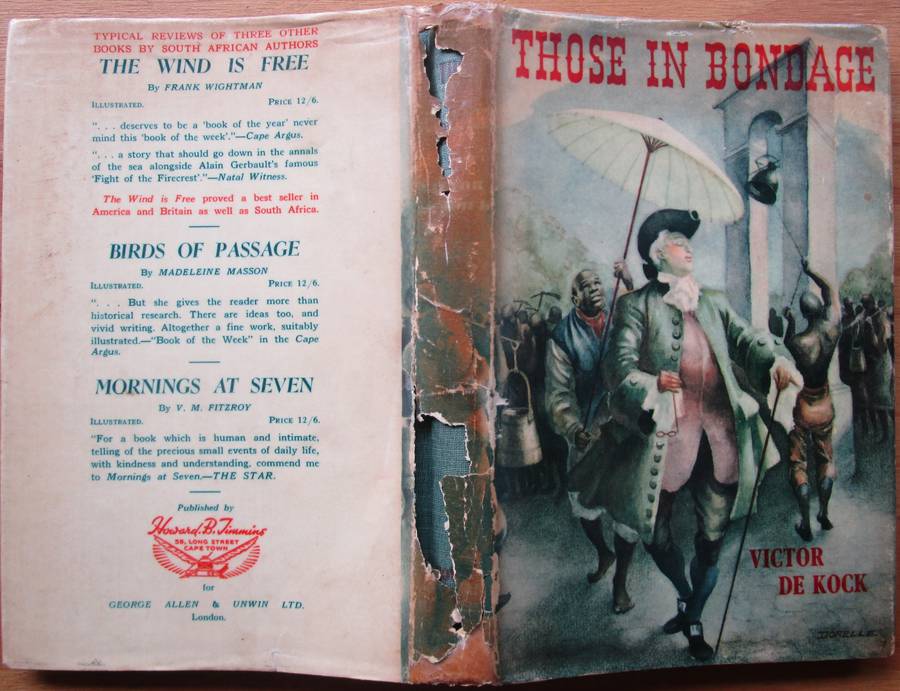 TYPICAL REVIEWS OF THREE OTHER
BOOKS BY SOUTH AFRICAN AUTHORS
THE WIND IS FREE
By FRANK WIGHTMAN
ILLUSTRATED. PRICE 12/6.
". . . deserves to be a 'book of the year' never
mind this 'book of the week'."—Cape Argus.
". . . a story that should go down in the annals
of the sea alongside Alain Gerbault's famous
'Fight of the Firecrest'."—Natal Witness.
The Wind is Free proved a best seller in
America and Britain as well as South Africa.
BIRDS OF PASSAGE
By MADELEINE MASSON
ILLUSTRATED. PRICE 12/6.
". . . But she gives the reader more than
historical research. There are ideas too, and
vivid writing. Altogether a fine work, suitably
illustrated.—"Book of the Week" in the Cape
Argus.
MORNINGS AT SEVEN
By V. M. FITZROY
ILLUSTRATED. PRICE 12/6.
"For a book which is human and intimate,
telling of the precious small events of daily life,
with kindness and understanding, commend me
to Mornings at Seven.—THE STAR.
Published by
Howard B. Timmins
58, LONG STREET
CAPE TOWN
for
GEORGE ALLEN & UNWIN LTD.
London.
THOSE IN BONDAGE
VICTOR
DE KOCK